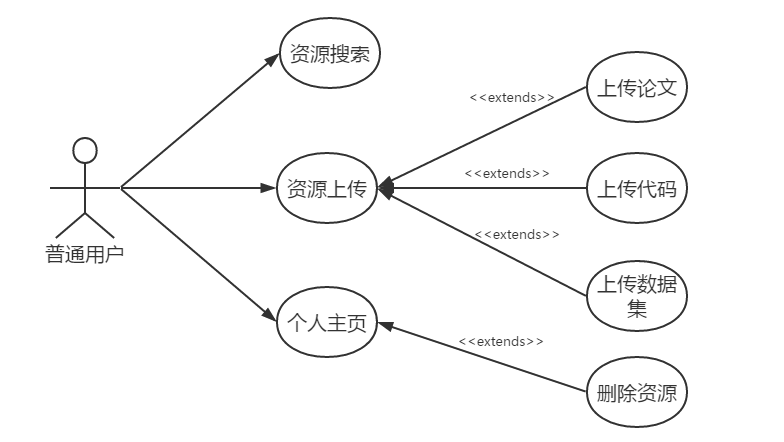 资源搜索
<<extends>>
上传论文
资源上传
<<extends>>
上传代码
普通用户
<<extends>>
上传数据
集
个人主页
<<extends>>
删除资源